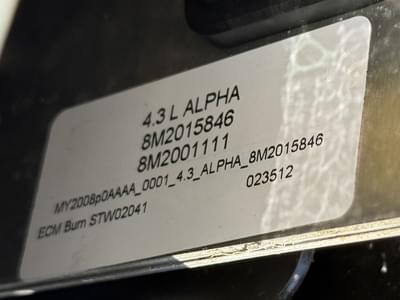 4.3 L ALPHA
8M2015846
8M2001111
MY2008p0AAAA_0001_4.3_ALPHA_8M2015846
ECM Burn STW02041 023512